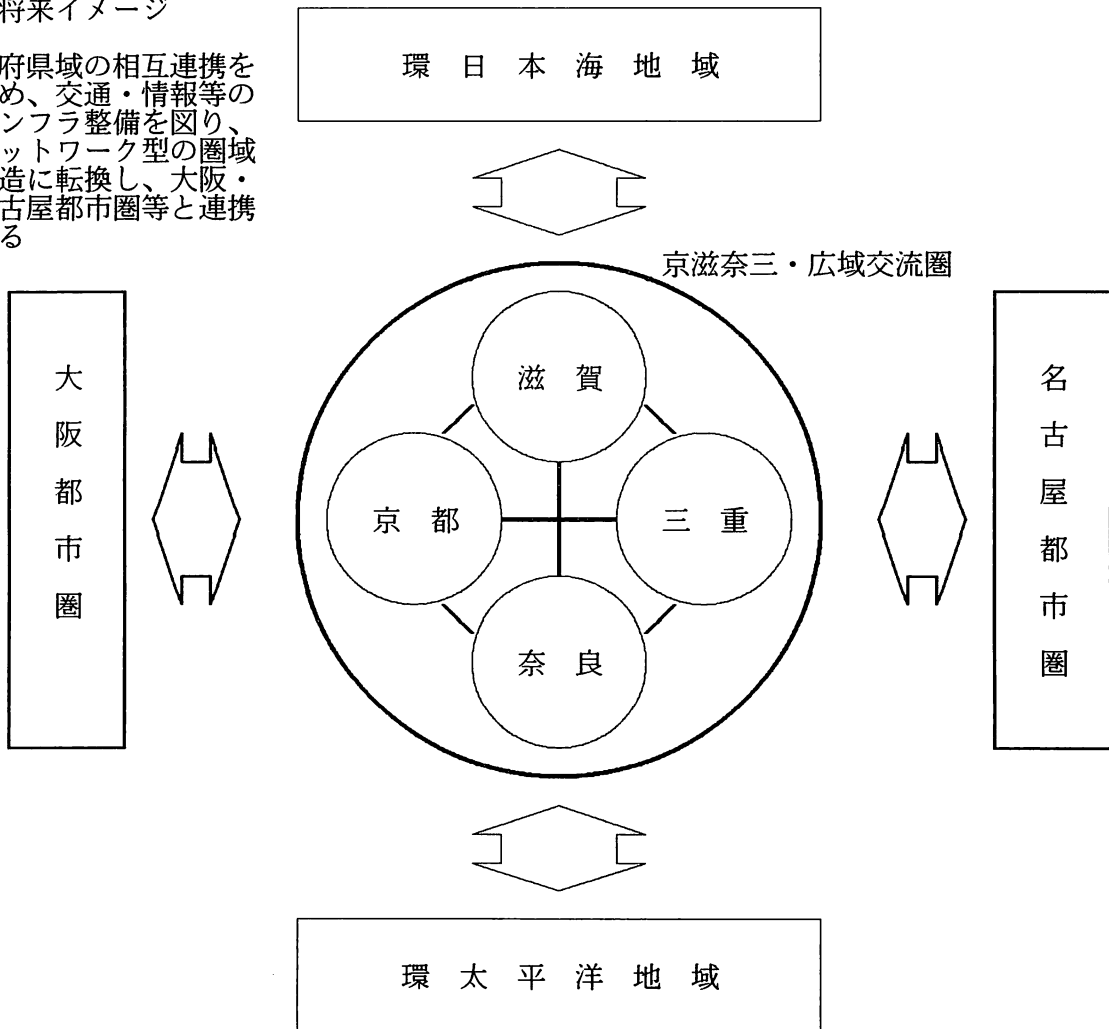 将来イメージ
府県域の相互連携を
め、交通・情報等の
ンフラ整備を図り、
ットワーク型の圏域
造に転換し、大阪・
古屋都市圏等と連携
る
環日本海地域
京滋奈三・広域交流圏
大阪都市圏
滋賀
京都
三重
奈良
名古屋都市圏
環太平洋地域